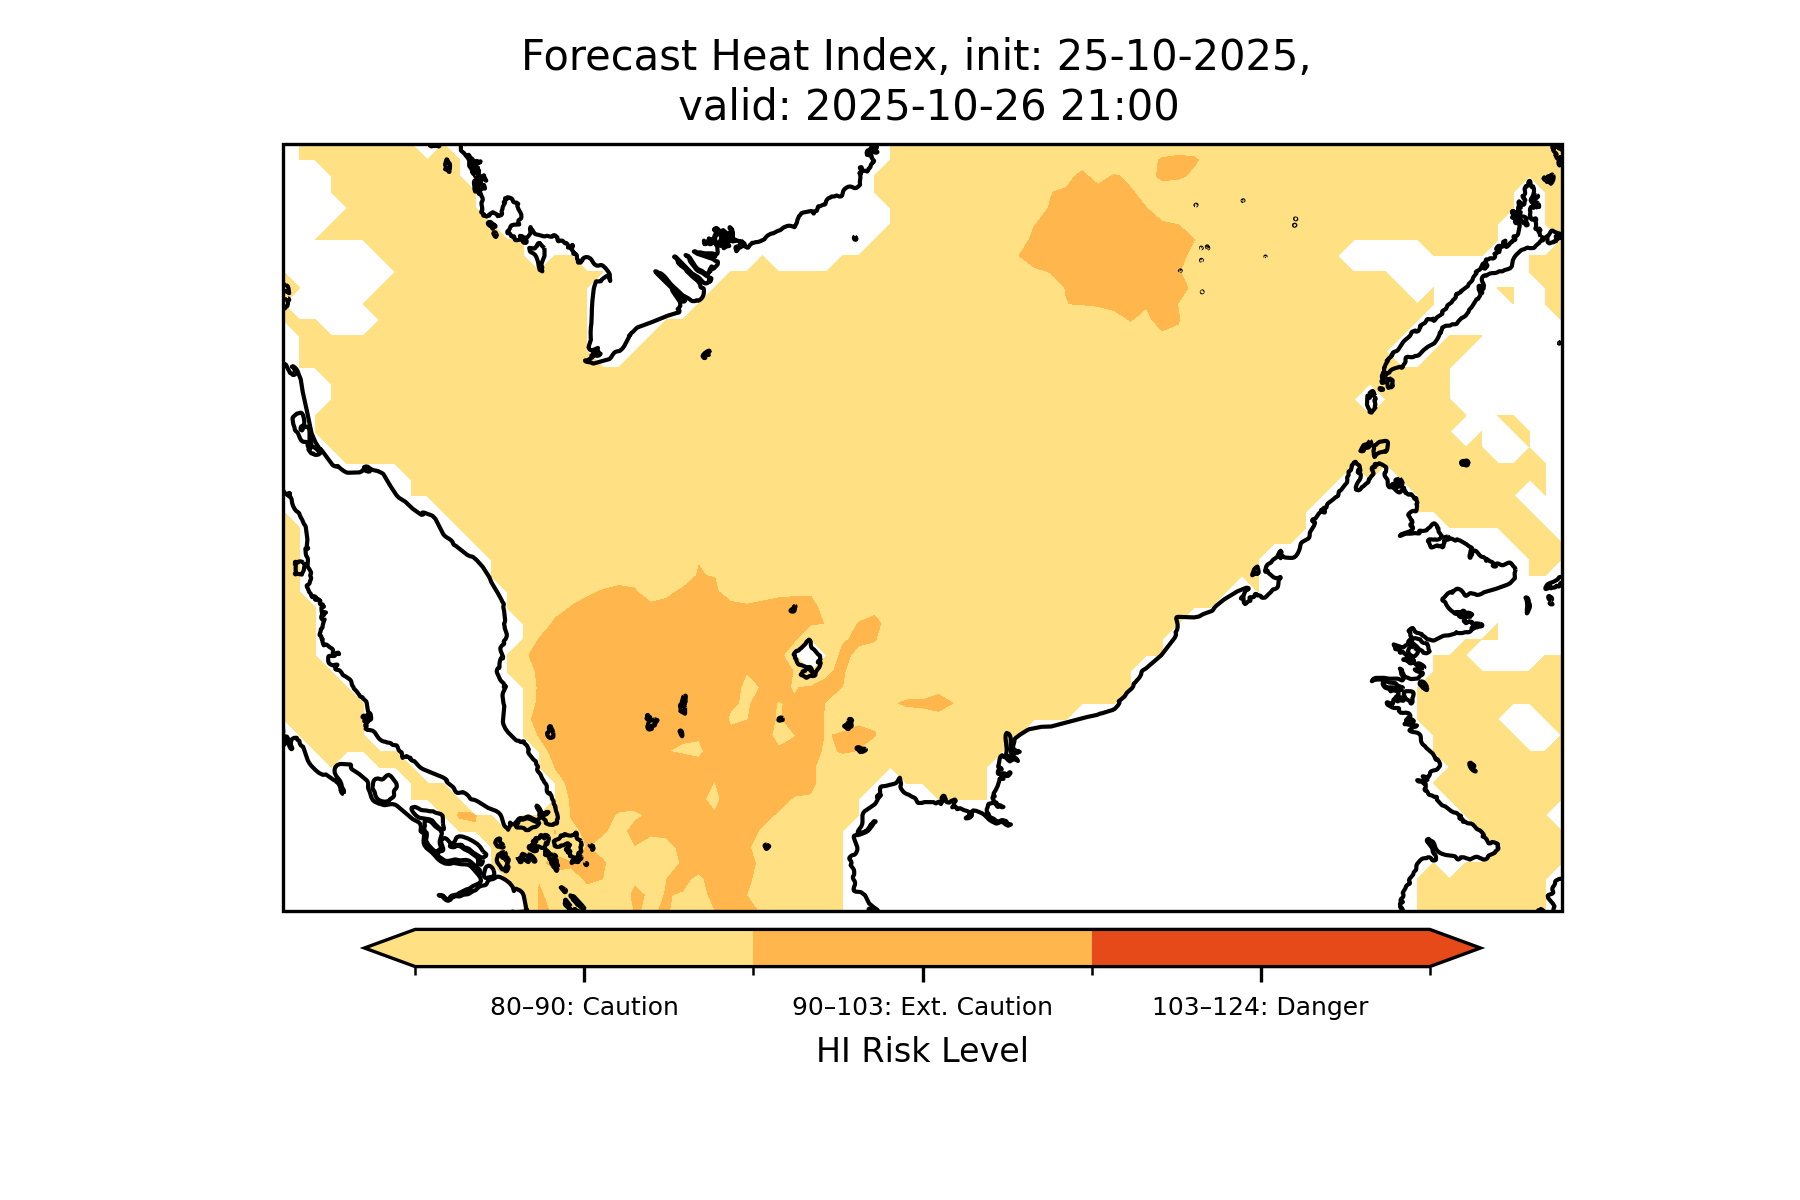 Forecast Heat Index, init: 25-10-2025,
valid: 2025-10-26 21:00
80–90: Caution
90–103: Ext. Caution
103–124: Danger
HI Risk Level